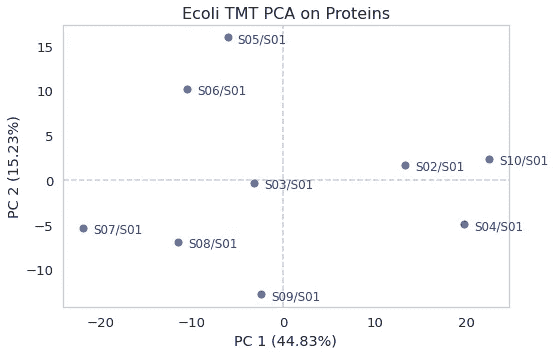 Ecoli TMT PCA on Proteins
PC 2 (15.23%)
15
10
5
0
−5
−10
S05/S01
S06/S01
S10/S01
S02/S01
S03/S01
S04/S01
S07/S01
S08/S01
S09/S01
−20
−10
0
10
20
PC 1 (44.83%)